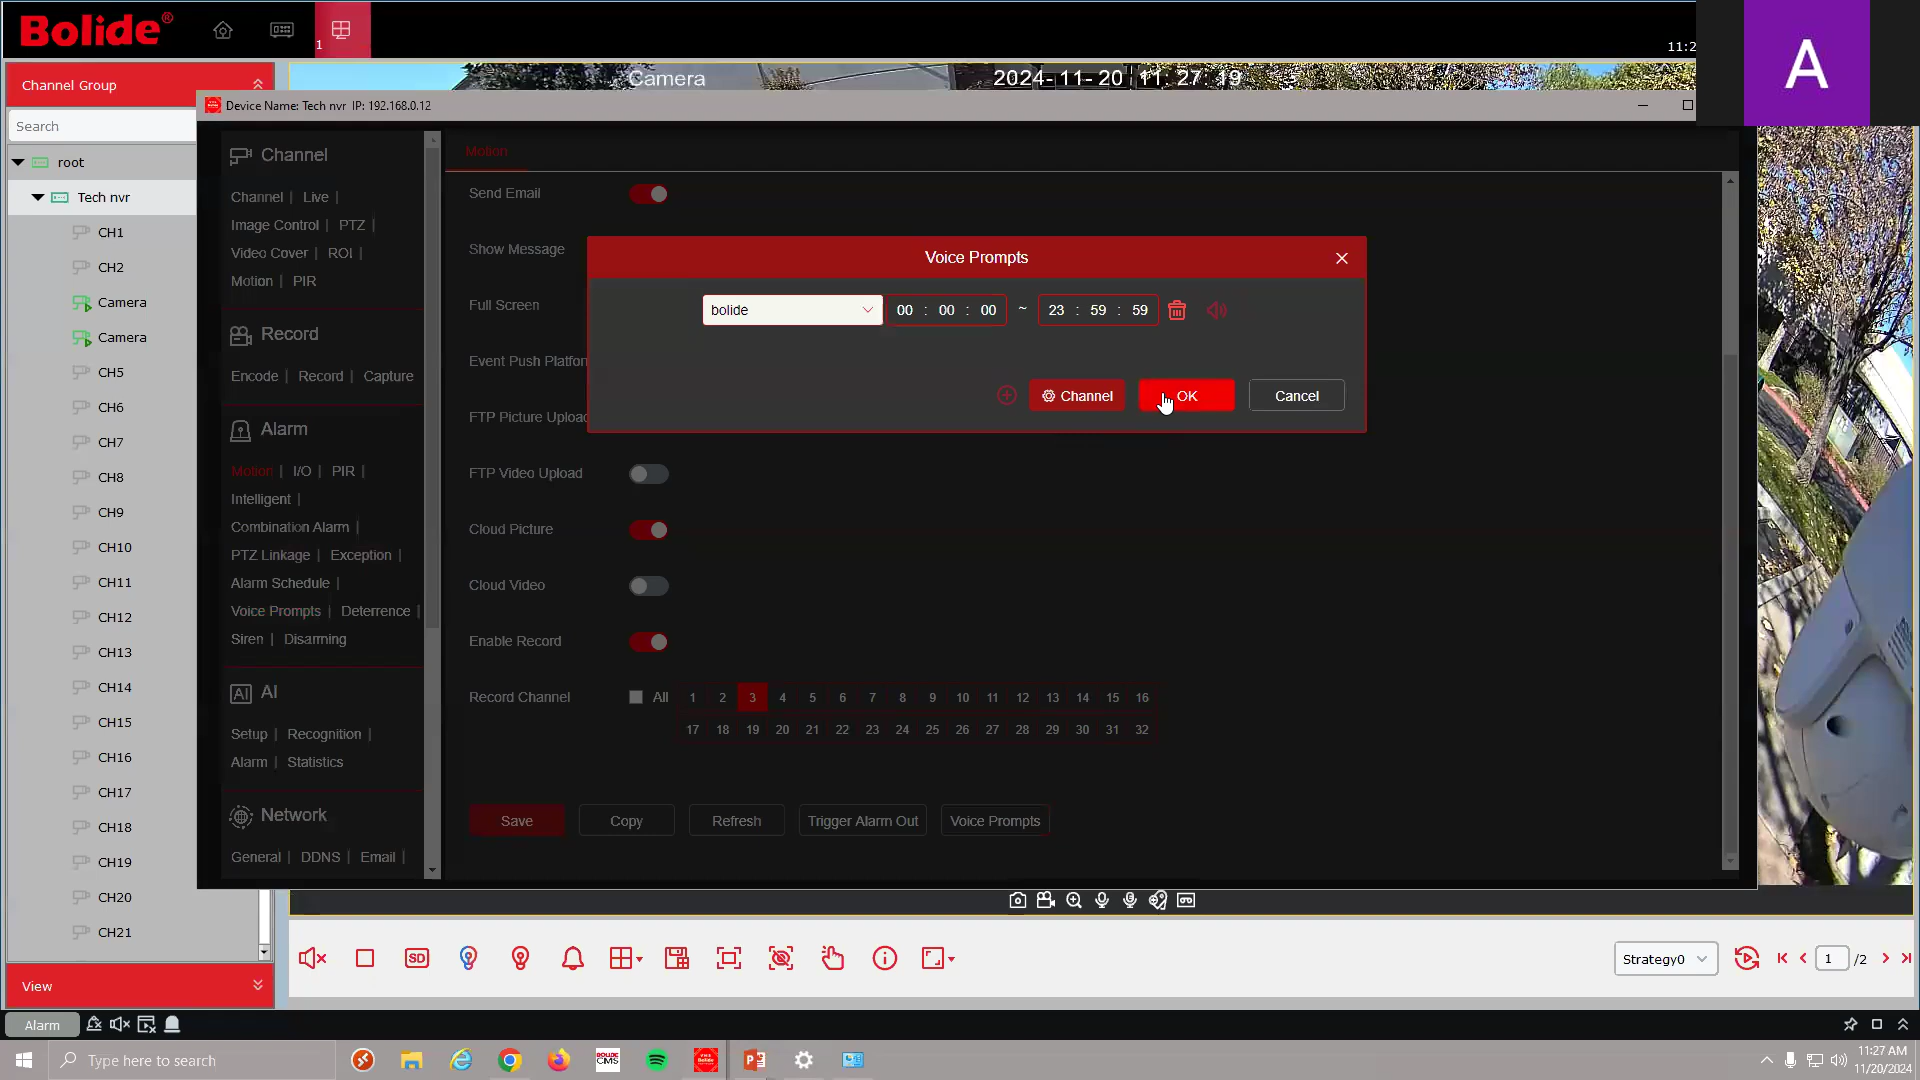 Bolide®
1
11:2
A
Channel Group
Camera
2024-11-20 11:27:19
Device Name: Tech nvr IP: 192.168.0.12
Search
root
Tech nvr
CH1
CH2
Camera
Camera
CH5
CH6
CH7
CH8
CH9
CH10
CH11
CH12
CH13
CH14
CH15
CH16
CH17
CH18
CH19
CH20
CH21
View
Channel
Channel | Live |
Image Control | PTZ |
Video Cover | ROI |
Motion | PIR
Record
Encode | Record | Capture
Alarm
Motion | I/O | PIR |
Intelligent |
Combination Alarm |
PTZ Linkage | Exception |
Alarm Schedule |
Voice Prompts | Deterrence |
Siren | Disarming
AI AI
Setup | Recognition |
Alarm | Statistics
Network
General | DDNS | Email |
Motion
Send Email
Show Message
Full Screen
Event Push Platfor
FTP Picture Uploa
FTP Video Upload
Cloud Picture
Cloud Video
Enable Record
Record Channel All 1 2 3 4 5 6 7 8 9 10 11 12 13 14 15 16
17 18 19 20 21 22 23 24 25 26 27 28 29 30 31 32
Save Copy Refresh Trigger Alarm Out Voice Prompts
Voice Prompts
bolide 00 : 00 : 00 ~ 23 : 59 : 59
Channel OK Cancel
SD
Strategy0
1 /2
Alarm
Type here to search
BOLIDE CMS
11:27 AM
11/20/2024